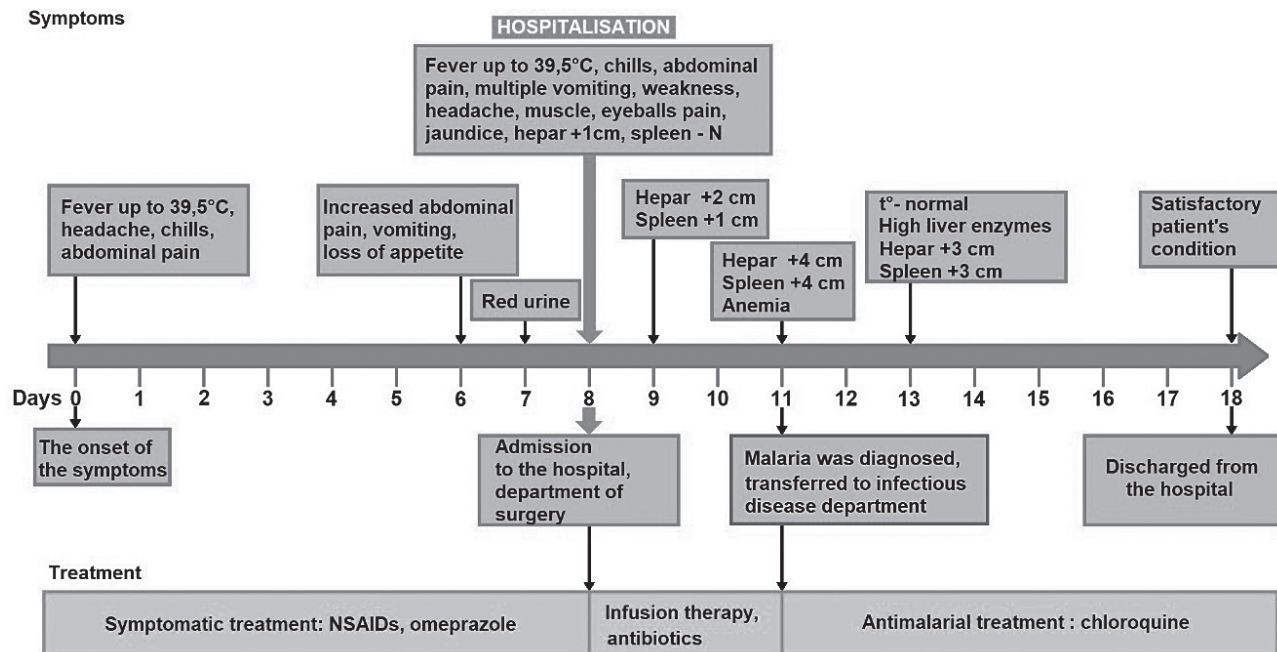 Symptoms
HOSPITALISATION
Fever up to 39,5°C, chills, abdominal
pain, multiple vomiting, weakness,
headache, muscle, eyeballs pain,
jaundice, hepar +1cm, spleen - N
Fever up to 39,5°C,
headache, chills,
abdominal pain
Increased abdominal
pain, vomiting,
loss of appetite
Red urine
Hepar +2 cm
Spleen +1 cm
Hepar +4 cm
Spleen +4 cm
Anemia
t°- normal
High liver enzymes
Hepar +3 cm
Spleen +3 cm
Satisfactory
patient's
condition
Days 0 1 2 3 4 5 6 7 8 9 10 11 12 13 14 15 16 17 18
The onset of
the symptoms
Admission
to the hospital,
department of
surgery
Malaria was diagnosed,
transferred to infectious
disease department
Discharged from
the hospital
Treatment
Symptomatic treatment: NSAIDs, omeprazole
Infusion therapy,
antibiotics
Antimalarial treatment : chloroquine